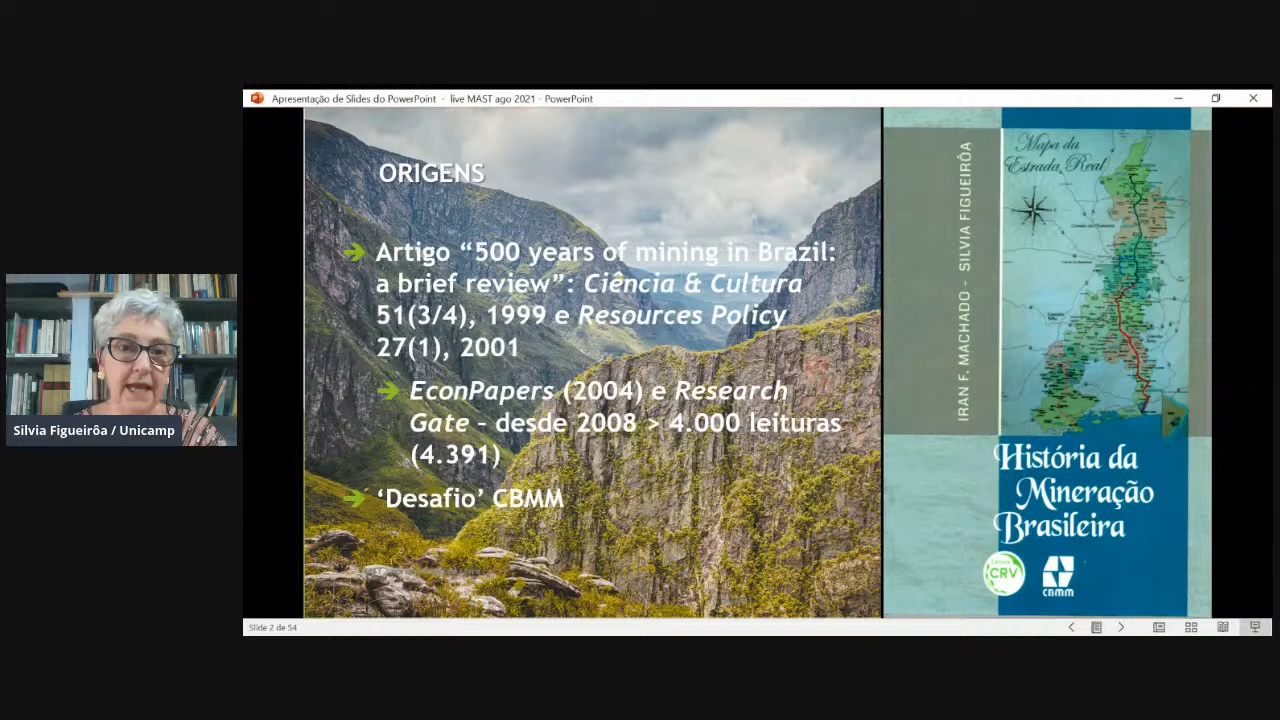 Apresentação de Slides do PowerPoint - live MAST ago 2021 - PowerPoint
ORIGENS
Artigo “500 years of mining in Brazil:
a brief review”: Ciência & Cultura
51(3/4), 1999 e Resources Policy
27(1), 2001
EconPapers (2004) e Research
Gate – desde 2008 > 4.000 leituras
(4.391)
‘Desafio’ CBMM
IRAN F. MACHADO - SILVIA FIGUEIRÔA
Mapa da
Estrada Real
História da
Mineração
Brasileira
CRV
CBMM
Silvia Figueirôa / Unicamp
Slide 2 de 54